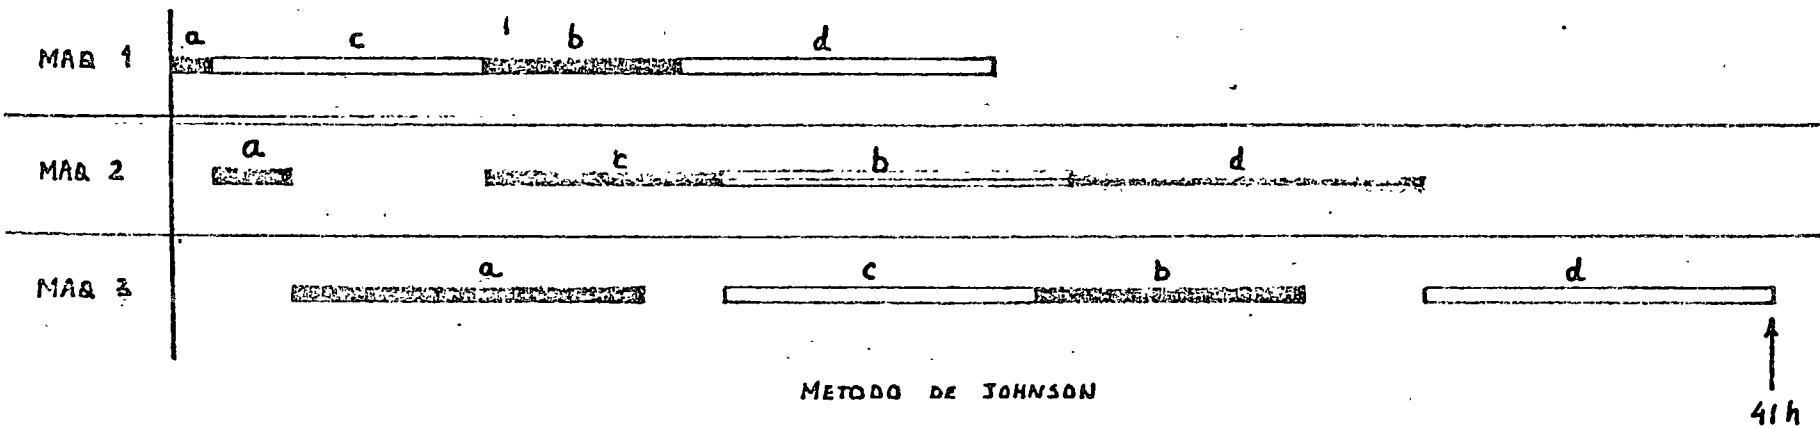 a c b d
MAQ 1
a c b d
MAQ 2
a c b d
MAQ 3
METODO DE JOHNSON
41h